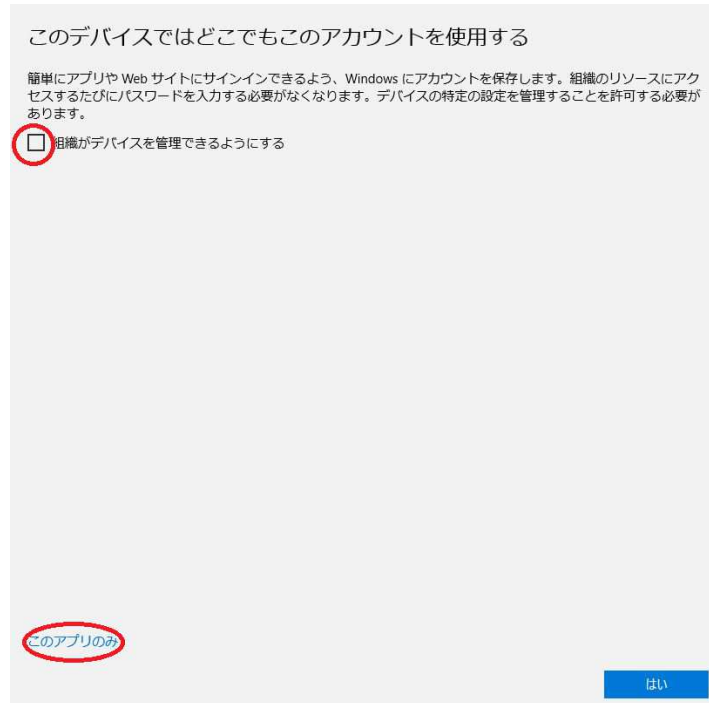 このデバイスではどこでもこのアカウントを使用する
簡単にアプリや Web サイトにサインインできるよう、Windows にアカウントを保存します。組織のリソースにアク
セスするたびにパスワードを入力する必要がなくなります。デバイスの特定の設定を管理することを許可する必要が
あります。
組織がデバイスを管理できるようにする
このアプリのみ
はい